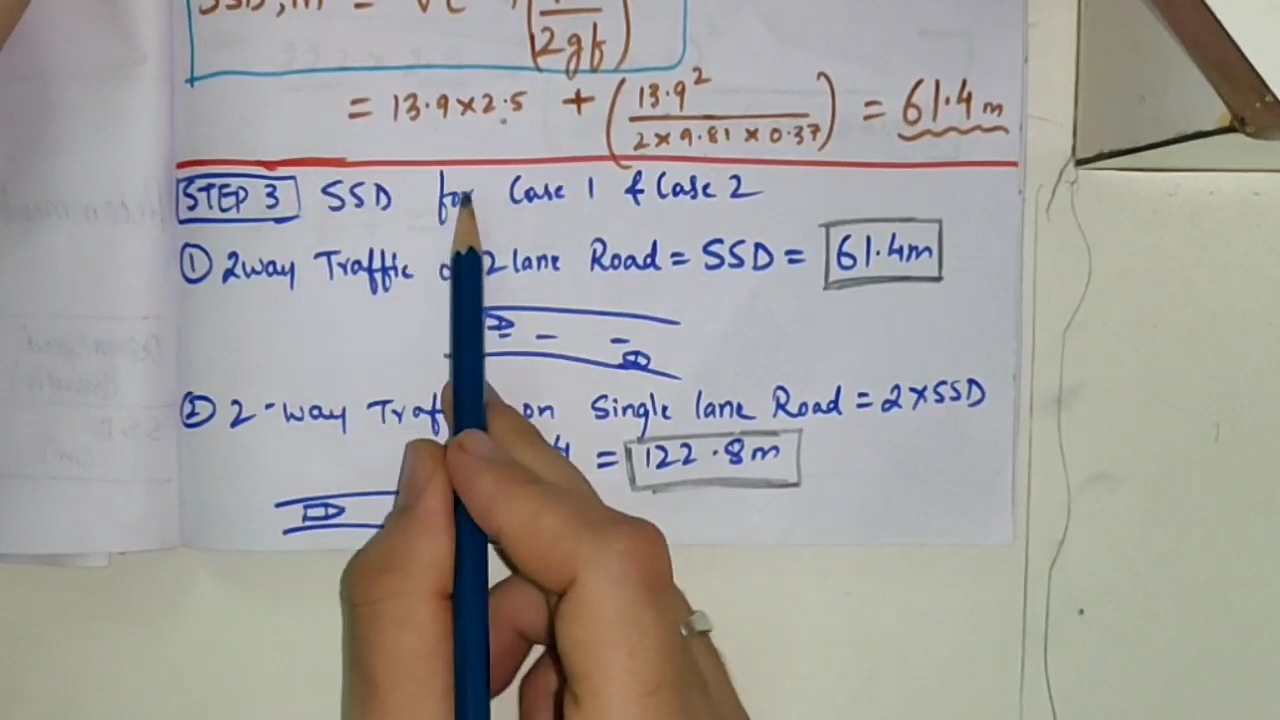 = 13.9×2.5 + (13.9² / 2×9.81×0.37) = 61.4m
STEP 3 SSD for Case 1 & Case 2
① 2way Traffic 2 lane Road = SSD = 61.4m
② 2-way on Single lane Road = 2×SSD
= 122.8m